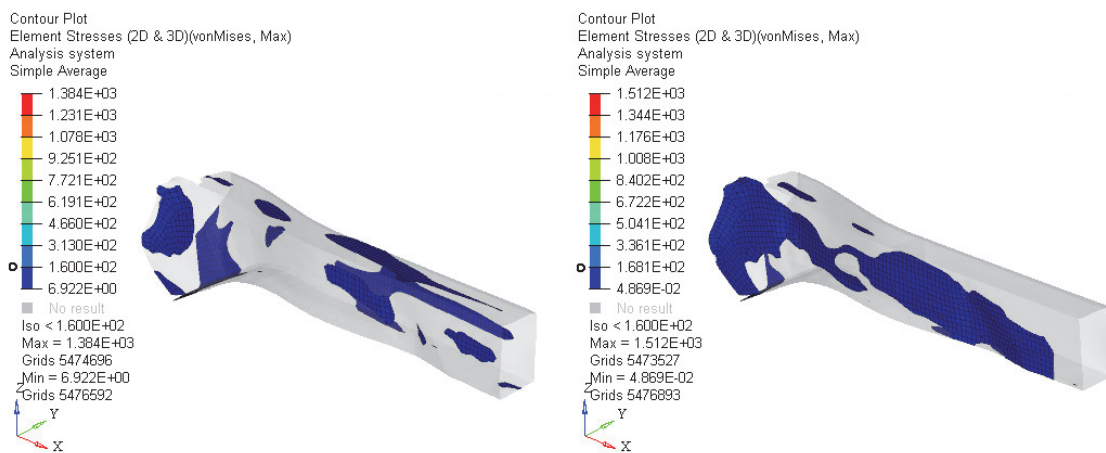 Contour Plot
Element Stresses (2D & 3D)(vonMises, Max)
Analysis system
Simple Average
1.384E+03
1.231E+03
1.078E+03
9.251E+02
7.721E+02
6.191E+02
4.660E+02
3.130E+02
1.600E+02
6.922E+00
No result
Iso < 1.600E+02
Max = 1.384E+03
Grids 5474696
Min = 6.922E+00
Grids 5476592
Z
Y
X
Contour Plot
Element Stresses (2D & 3D)(vonMises, Max)
Analysis system
Simple Average
1.512E+03
1.344E+03
1.176E+03
1.008E+03
8.402E+02
6.722E+02
5.041E+02
3.361E+02
1.681E+02
4.869E-02
No result
Iso < 1.600E+02
Max = 1.512E+03
Grids 5473527
Min = 4.869E-02
Grids 5476893
Z
Y
X